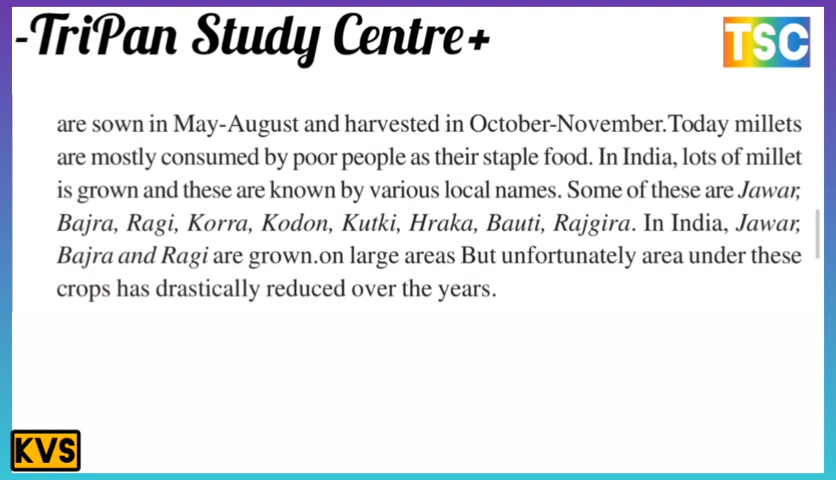 -TriPan Study Centre+
TSC
are sown in May-August and harvested in October-November.Today millets
are mostly consumed by poor people as their staple food. In India, lots of millet
is grown and these are known by various local names. Some of these are Jawar,
Bajra, Ragi, Korra, Kodon, Kutki, Hraka, Bauti, Rajgira. In India, Jawar,
Bajra and Ragi are grown.on large areas But unfortunately area under these
crops has drastically reduced over the years.
KVS